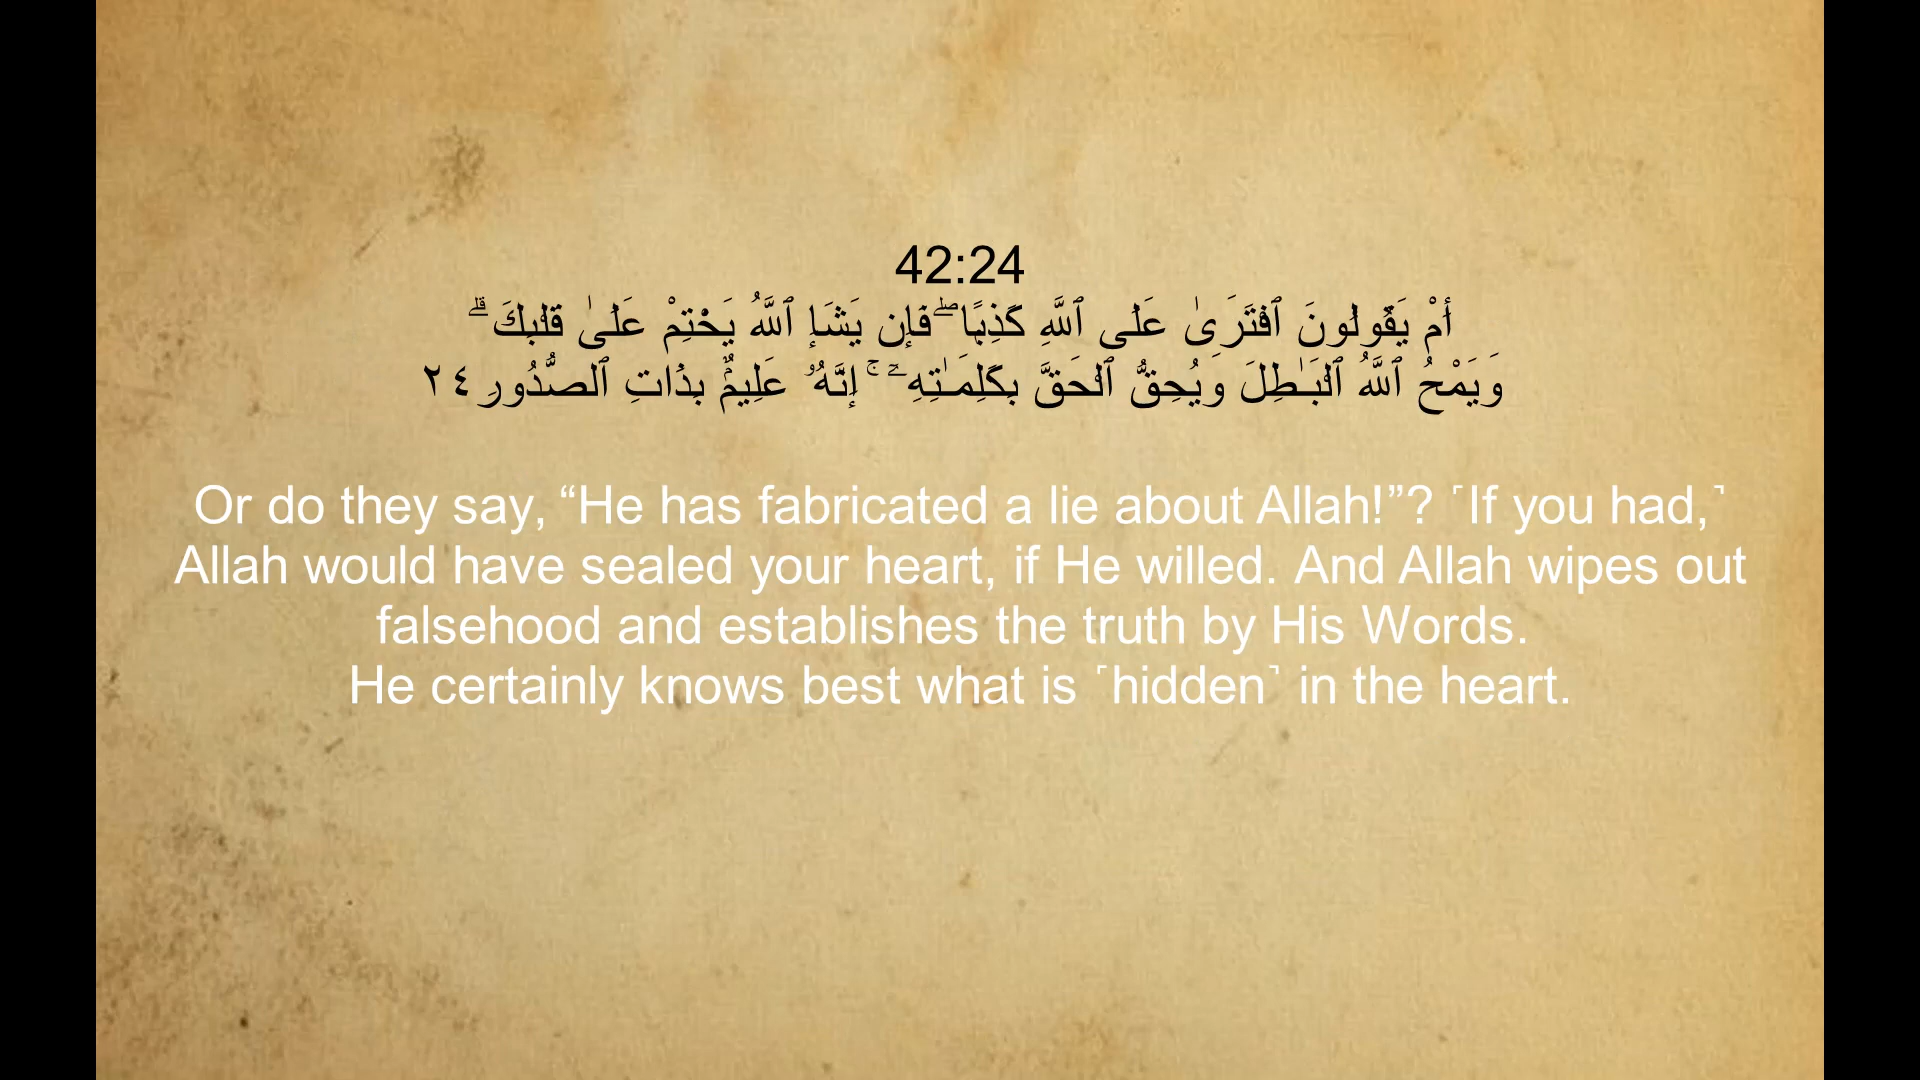 42:24
أَمْ يَقُولُونَ ٱفْتَرَىٰ عَلَى ٱللَّهِ كَذِبًۭا ۖ فَإِن يَشَإِ ٱللَّهُ يَخْتِمْ عَلَىٰ قَلْبِكَ ۗ
وَيَمْحُ ٱللَّهُ ٱلْبَـٰطِلَ وَيُحِقُّ ٱلْحَقَّ بِكَلِمَـٰتِهِۦٓ ۚ إِنَّهُۥ عَلِيمٌۢ بِذَاتِ ٱلصُّدُورِ ٢٤
Or do they say, “He has fabricated a lie about Allah!”? ˹If you had,˺
Allah would have sealed your heart, if He willed. And Allah wipes out
falsehood and establishes the truth by His Words.
He certainly knows best what is ˹hidden˺ in the heart.